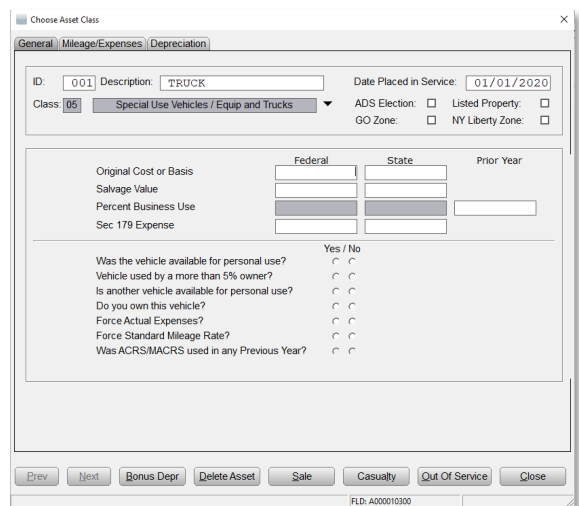 Choose Asset Class
General Mileage/Expenses Depreciation
ID: 001 Description: TRUCK Date Placed in Service: 01/01/2020
Class: 05 Special Use Vehicles / Equip and Trucks ADS Election: Listed Property:
GO Zone: NY Liberty Zone:
Federal State Prior Year
Original Cost or Basis
Salvage Value
Percent Business Use
Sec 179 Expense
Yes / No
Was the vehicle available for personal use?
Vehicle used by a more than 5% owner?
Is another vehicle available for personal use?
Do you own this vehicle?
Force Actual Expenses?
Force Standard Mileage Rate?
Was ACRS/MACRS used in any Previous Year?
Prev Next Bonus Depr Delete Asset Sale Casualty Out Of Service Close
FLD: A000010300